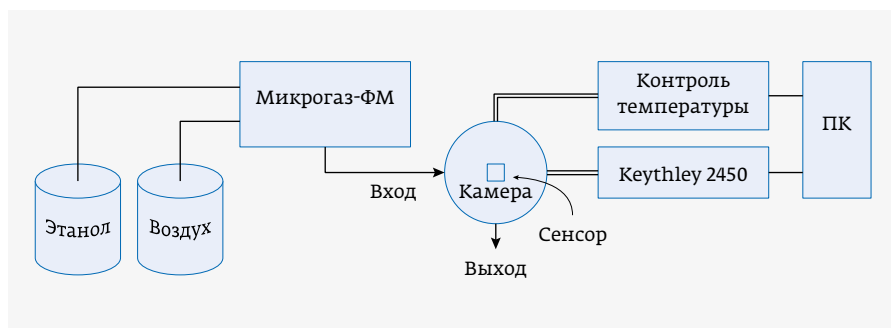 Микрогаз-ФМ
Контроль
температуры
ПК
Keythley 2450
Вход
Камера
Этанол
Воздух
Сенсор
Выход